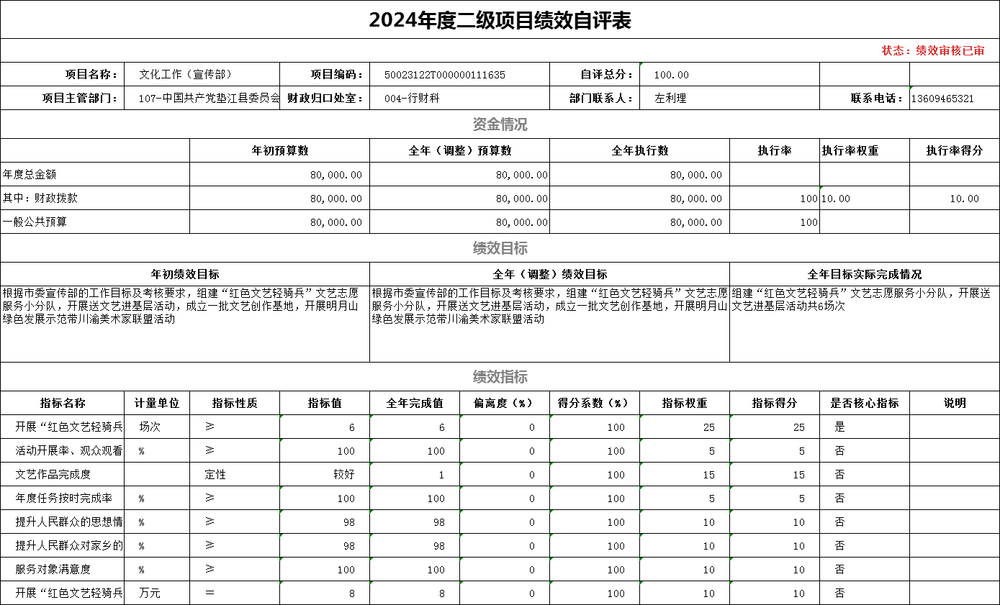 2024年度二级项目绩效自评表
状态：绩效审核已审
项目名称： 文化工作（宣传部） 项目编码： 50023122T000000111635 自评总分： 100.00
项目主管部门： 107-中国共产党垫江县委员会 财政归口处室： 004-行财科 部门联系人： 左利理 联系电话： 13609465321
资金情况
年初预算数 全年（调整）预算数 全年执行数 执行率 执行率权重 执行率得分
年度总金额 80,000.00 80,000.00 80,000.00
其中：财政拨款 80,000.00 80,000.00 80,000.00 100 10.00 10.00
一般公共预算 80,000.00 80,000.00 80,000.00 100
绩效目标
年初绩效目标 全年（调整）绩效目标 全年目标实际完成情况
根据市委宣传部的工作目标及考核要求，组建“红色文艺轻骑兵”文艺志愿
服务小分队，开展送文艺进基层活动，成立一批文艺创作基地，开展明月山
绿色发展示范带川渝美术家联盟活动
根据市委宣传部的工作目标及考核要求，组建“红色文艺轻骑兵”文艺志愿
服务小分队，开展送文艺进基层活动，成立一批文艺创作基地，开展明月山
绿色发展示范带川渝美术家联盟活动
组建“红色文艺轻骑兵”文艺志愿服务小分队，开展送
文艺进基层活动共6场次
绩效指标
指标名称 计量单位 指标性质 指标值 全年完成值 偏离度（%） 得分系数（%） 指标权重 指标得分 是否核心指标 说明
开展“红色文艺轻骑兵 场次 ≥ 6 6 0 100 25 25 是
活动开展率、观众观看 % ≥ 100 100 0 100 5 5 否
文艺作品完成度 定性 较好 1 0 100 15 15 否
年度任务按时完成率 % ≥ 100 100 0 100 5 5 否
提升人民群众的思想情 % ≥ 98 98 0 100 10 10 否
提升人民群众对家乡的 % ≥ 98 98 0 100 10 10 否
服务对象满意度 % ≥ 100 100 0 100 10 10 否
开展“红色文艺轻骑兵 万元 ＝ 8 8 0 100 10 10 否